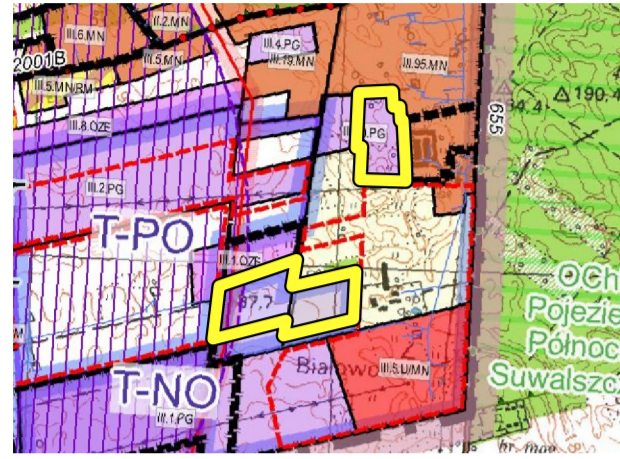 III.2.MN
III.6.MN
III.4.PG
III.19.MN
III.5.MN
III.95.MN
2001B
III.5.MN/RM
190,4
655
III.8.OZE
.PG
III.2.PG
T-PO
III.1.OZE
OCh
Pojezie
87,7
Północ
Suwalszcz
T-NO
III.5.U/MN
III.1.PG